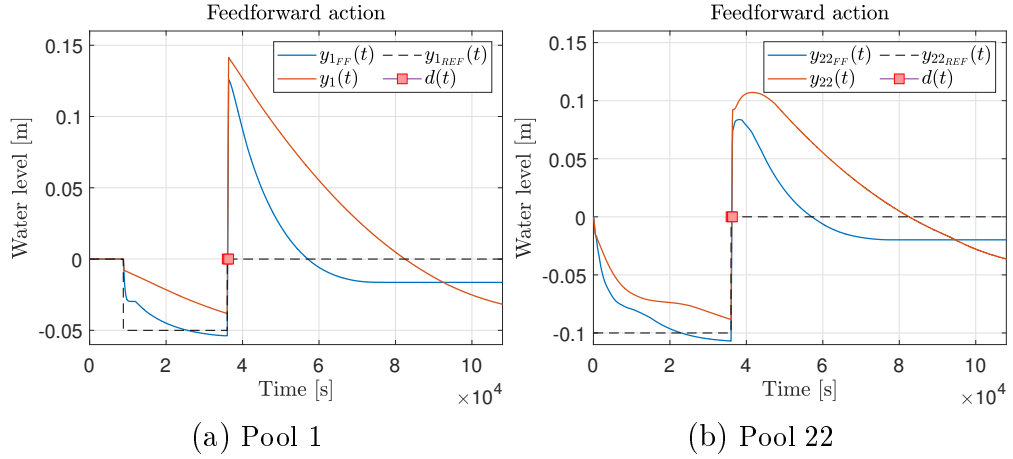 Feedforward action
Water level [m]
0.15
0.1
0.05
0
-0.05
y1FF(t) y1REF(t)
y1(t) d(t)
0 2 4 6 8 10
Time [s]
×10^4
(a) Pool 1
Feedforward action
Water level [m]
0.15
0.1
0.05
0
-0.05
-0.1
y22FF(t) y22REF(t)
y22(t) d(t)
0 2 4 6 8 10
Time [s]
×10^4
(b) Pool 22